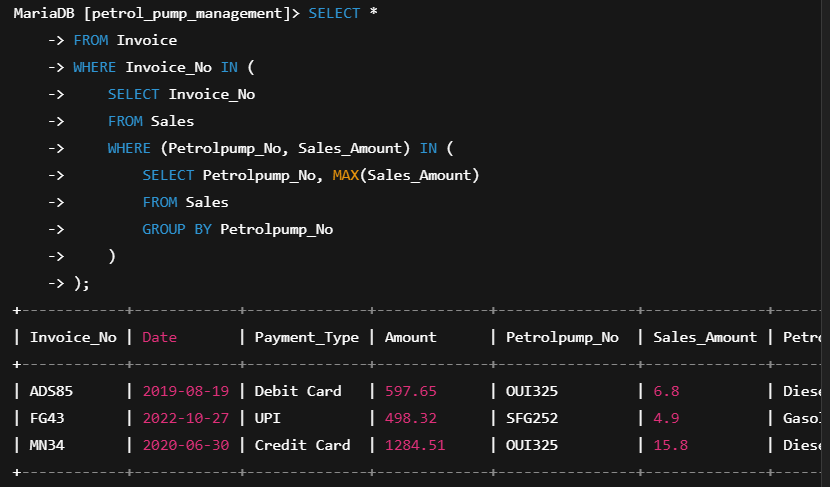 MariaDB [petrol_pump_management]> SELECT *
    -> FROM Invoice
    -> WHERE Invoice_No IN (
    ->     SELECT Invoice_No
    ->     FROM Sales
    ->     WHERE (Petrolpump_No, Sales_Amount) IN (
    ->         SELECT Petrolpump_No, MAX(Sales_Amount)
    ->         FROM Sales
    ->         GROUP BY Petrolpump_No
    ->     )
    -> );
+------------+------------+--------------+-------------+----------------+--------------+------
| Invoice_No | Date       | Payment_Type | Amount      | Petrolpump_No  | Sales_Amount | Petro
+------------+------------+--------------+-------------+----------------+--------------+------
| ADS85      | 2019-08-19 | Debit Card   | 597.65      | OUI325         | 6.8          | Diese
| FG43       | 2022-10-27 | UPI          | 498.32      | SFG252         | 4.9          | Gasol
| MN34       | 2020-06-30 | Credit Card  | 1284.51     | OUI325         | 15.8         | Diese
+------------+------------+--------------+-------------+----------------+--------------+------